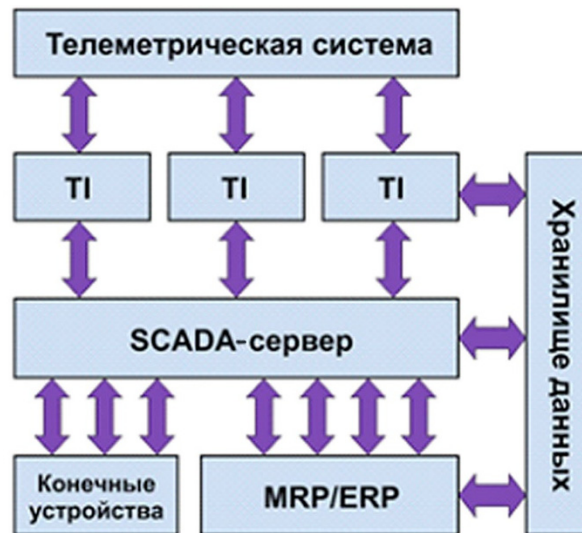 Телеметрическая система
TI
TI
TI
Хранилище данных
SCADA-сервер
Конечные
устройства
MRP/ERP